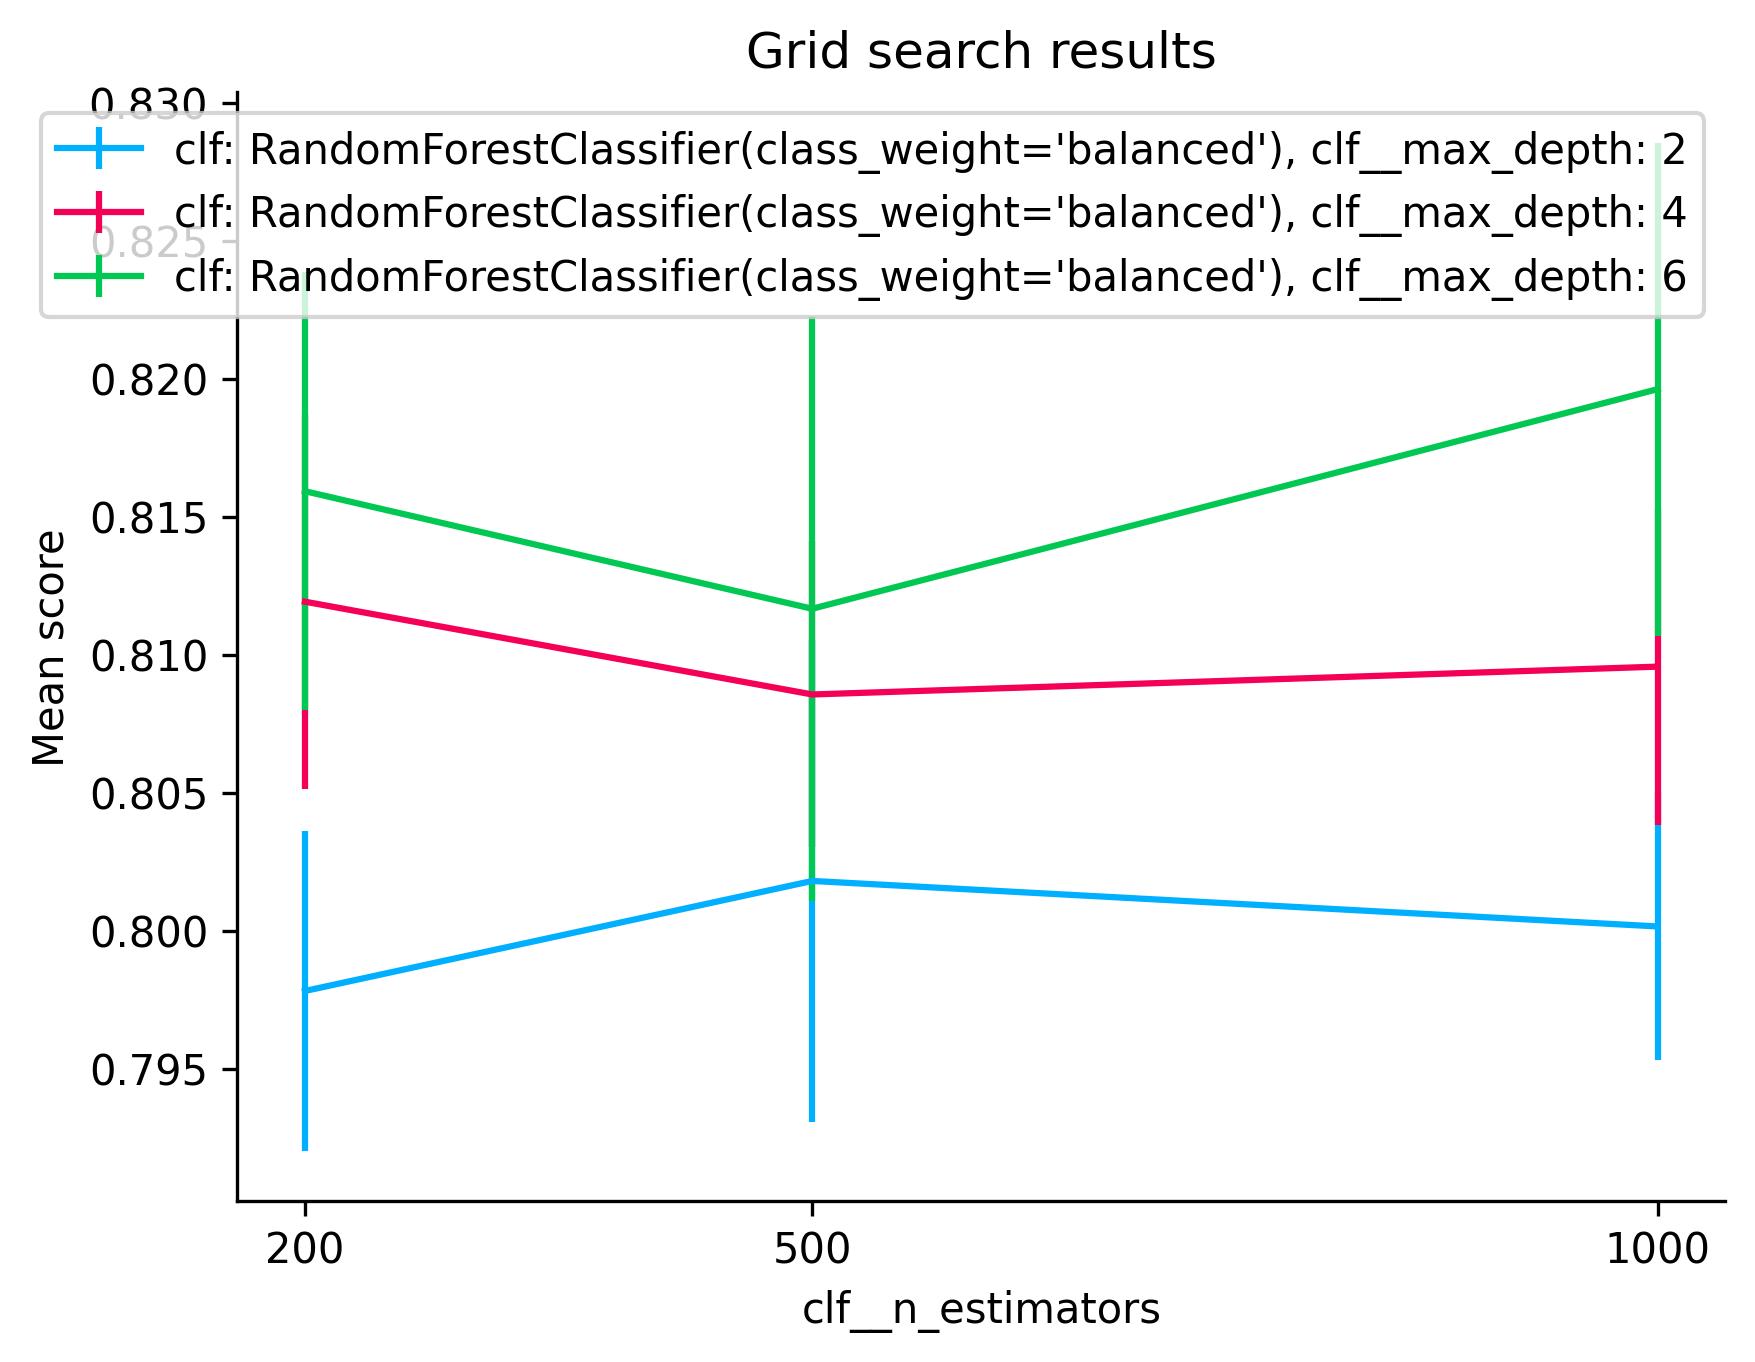 Grid search results
0.830
clf: RandomForestClassifier(class_weight='balanced'), clf__max_depth: 2
clf: RandomForestClassifier(class_weight='balanced'), clf__max_depth: 4
0.825
clf: RandomForestClassifier(class_weight='balanced'), clf__max_depth: 6
0.820
0.815
0.810
0.805
0.800
0.795
Mean score
200
500
1000
clf__n_estimators